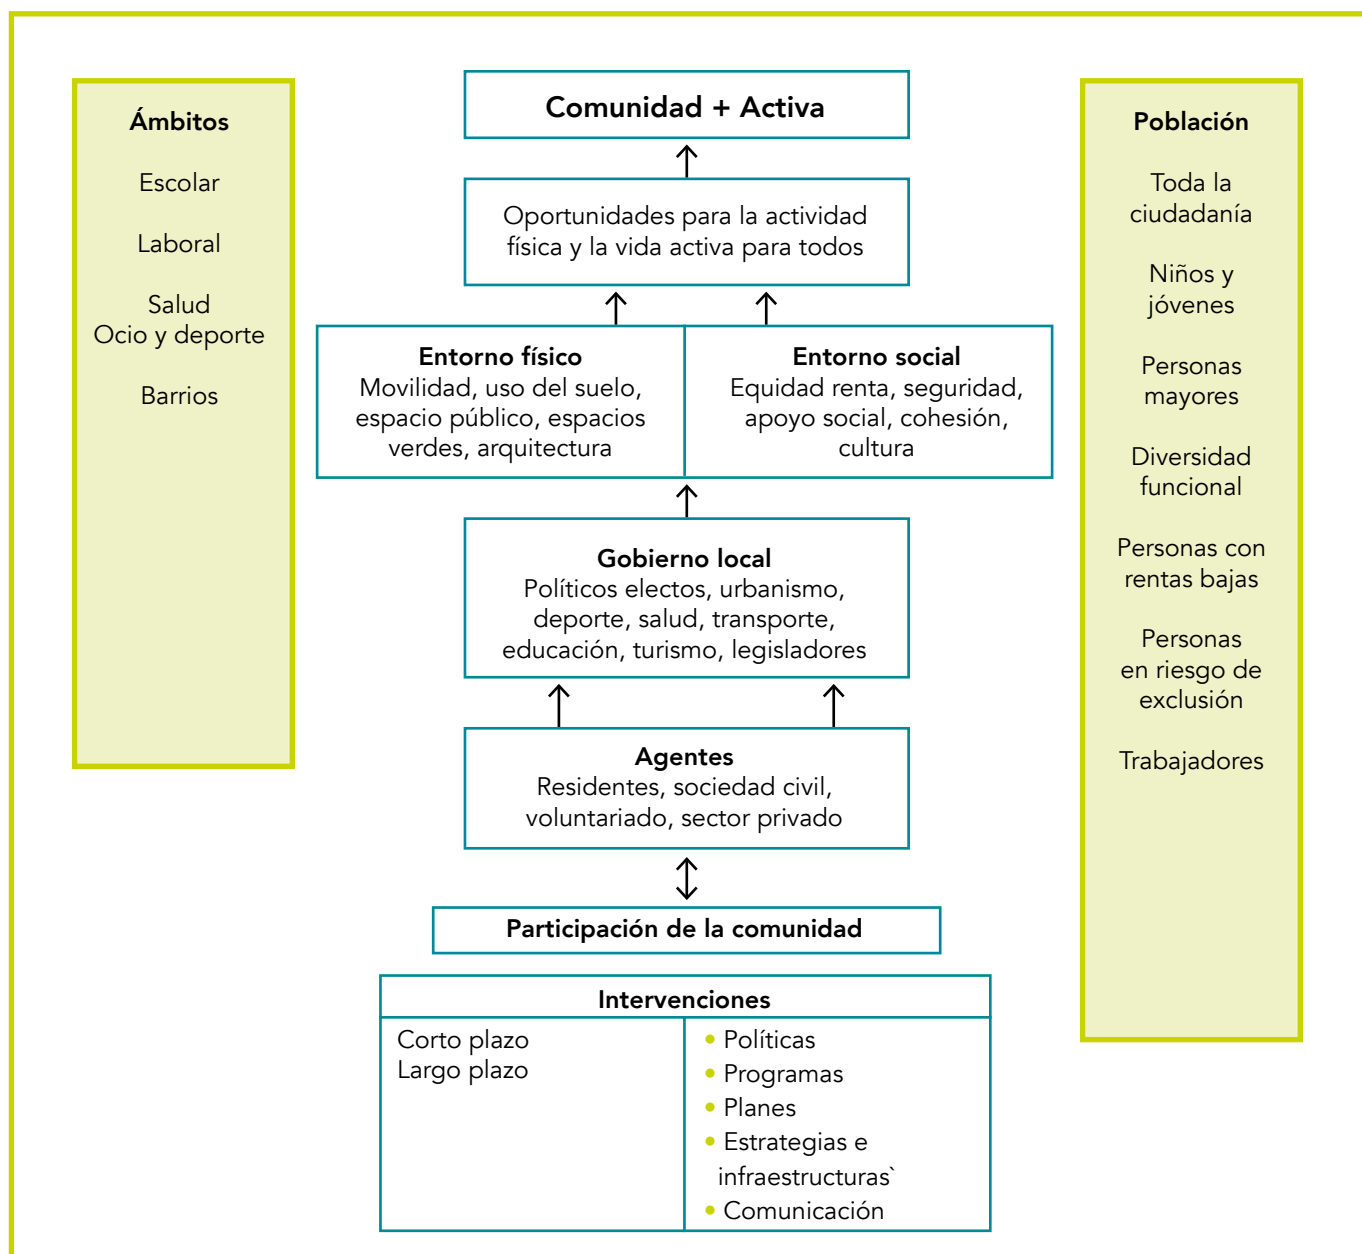 Ámbitos
Escolar
Laboral
Salud
Ocio y deporte
Barrios
Comunidad + Activa
Oportunidades para la actividad
física y la vida activa para todos
Entorno físico
Movilidad, uso del suelo,
espacio público, espacios
verdes, arquitectura
Entorno social
Equidad renta, seguridad,
apoyo social, cohesión,
cultura
Gobierno local
Políticos electos, urbanismo,
deporte, salud, transporte,
educación, turismo, legisladores
Agentes
Residentes, sociedad civil,
voluntariado, sector privado
Participación de la comunidad
Intervenciones
Corto plazo
Largo plazo
• Políticas
• Programas
• Planes
• Estrategias e
infraestructuras`
• Comunicación
Población
Toda la
ciudadanía
Niños y
jóvenes
Personas
mayores
Diversidad
funcional
Personas con
rentas bajas
Personas
en riesgo de
exclusión
Trabajadores